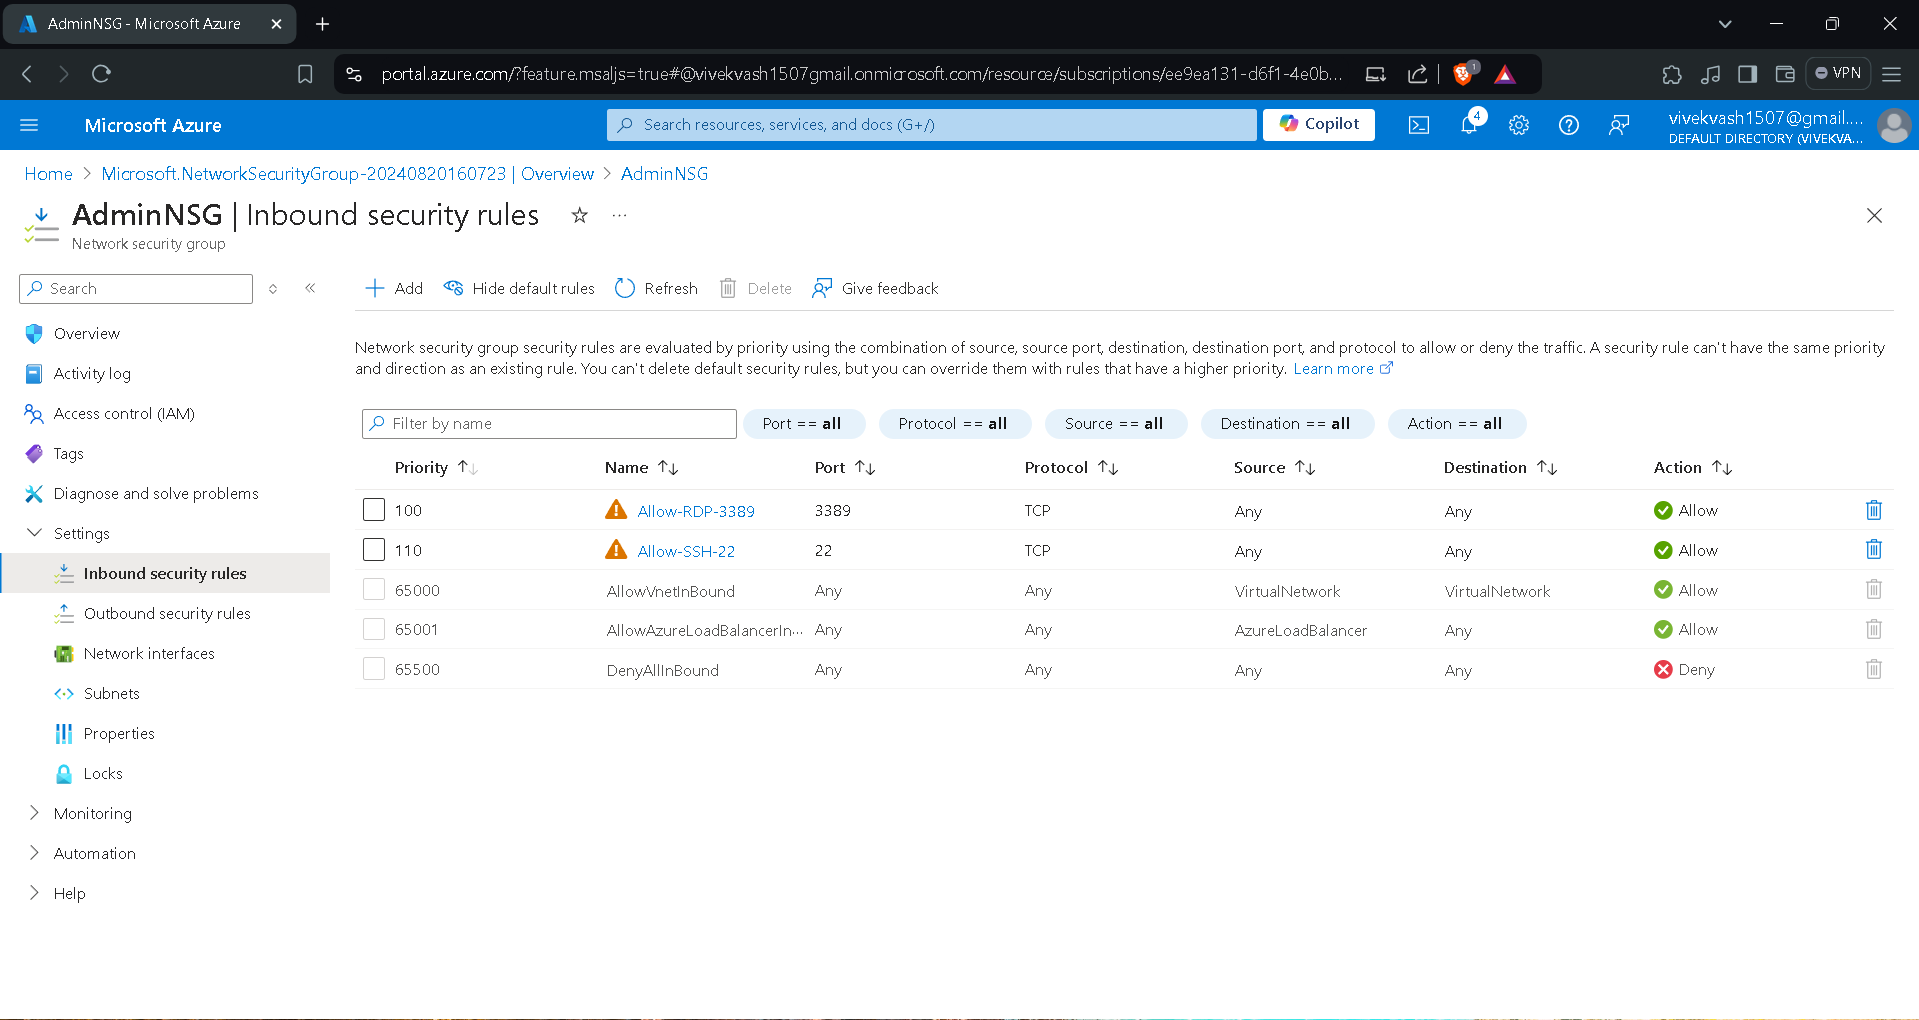 AdminNSG - Microsoft Azure
portal.azure.com/?feature.msaljs=true#@vivekvash1507gmail.onmicrosoft.com/resource/subscriptions/ee9ea131-d6f1-4e0b...
1
VPN
Microsoft Azure
Search resources, services, and docs (G+/)
Copilot
4
vivekvash1507@gmail....
DEFAULT DIRECTORY (VIVEKVA...
Home > Microsoft.NetworkSecurityGroup-20240820160723 | Overview > AdminNSG
AdminNSG | Inbound security rules
Network security group
Search
Overview
Activity log
Access control (IAM)
Tags
Diagnose and solve problems
Settings
Inbound security rules
Outbound security rules
Network interfaces
Subnets
Properties
Locks
Monitoring
Automation
Help
Add Hide default rules Refresh Delete Give feedback
Network security group security rules are evaluated by priority using the combination of source, source port, destination, destination port, and protocol to allow or deny the traffic. A security rule can't have the same priority
and direction as an existing rule. You can't delete default security rules, but you can override them with rules that have a higher priority. Learn more
Filter by name Port == all Protocol == all Source == all Destination == all Action == all
Priority Name Port Protocol Source Destination Action
100 Allow-RDP-3389 3389 TCP Any Any Allow
110 Allow-SSH-22 22 TCP Any Any Allow
65000 AllowVnetInBound Any Any VirtualNetwork VirtualNetwork Allow
65001 AllowAzureLoadBalancerIn... Any Any AzureLoadBalancer Any Allow
65500 DenyAllInBound Any Any Any Any Deny